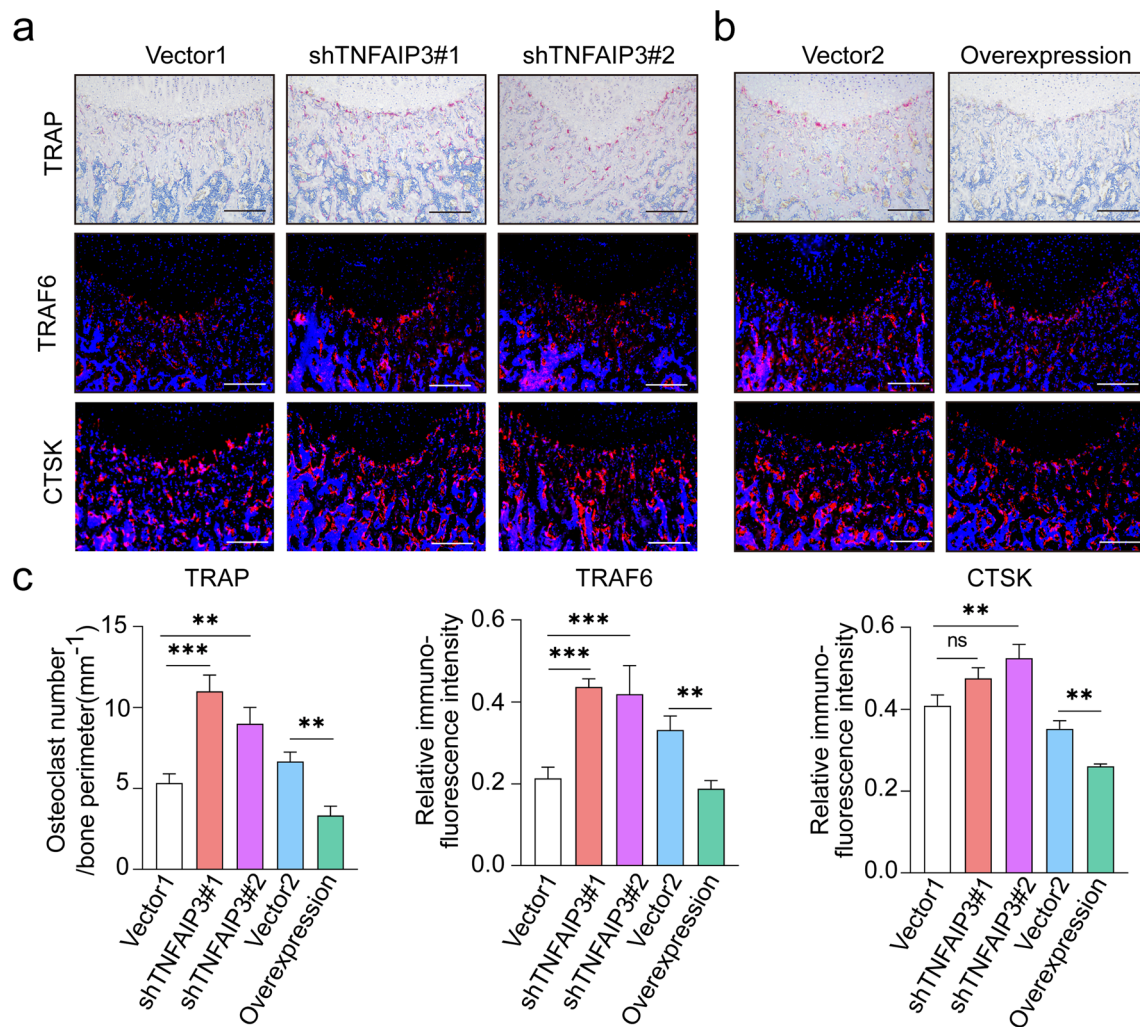 a
Vector1 shTNFAIP3#1 shTNFAIP3#2
b
Vector2 Overexpression
TRAP
TRAF6
CTSK
c
TRAP
Osteoclast number
/bone perimeter(mm⁻¹)
15
10
5
0
**
***
**
Vector1
shTNFAIP3#1
shTNFAIP3#2
Vector2
Overexpression
TRAF6
Relative immuno-
fluorescence intensity
0.6
0.4
0.2
0.0
***
***
**
Vector1
shTNFAIP3#1
shTNFAIP3#2
Vector2
Overexpression
CTSK
Relative immuno-
fluorescence intensity
0.6
0.4
0.2
0.0
**
ns
**
Vector1
shTNFAIP3#1
shTNFAIP3#2
Vector2
Overexpression